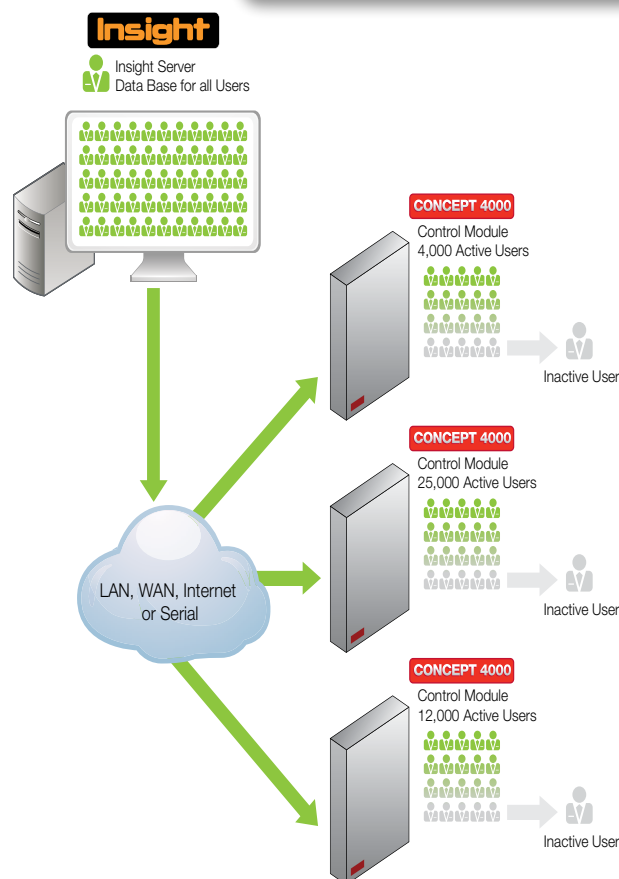 Insight
Insight Server
Data Base for all Users
CONCEPT 4000
Control Module
4,000 Active Users
Inactive User
CONCEPT 4000
Control Module
25,000 Active Users
Inactive User
LAN, WAN, Internet
or Serial
CONCEPT 4000
Control Module
12,000 Active Users
Inactive User